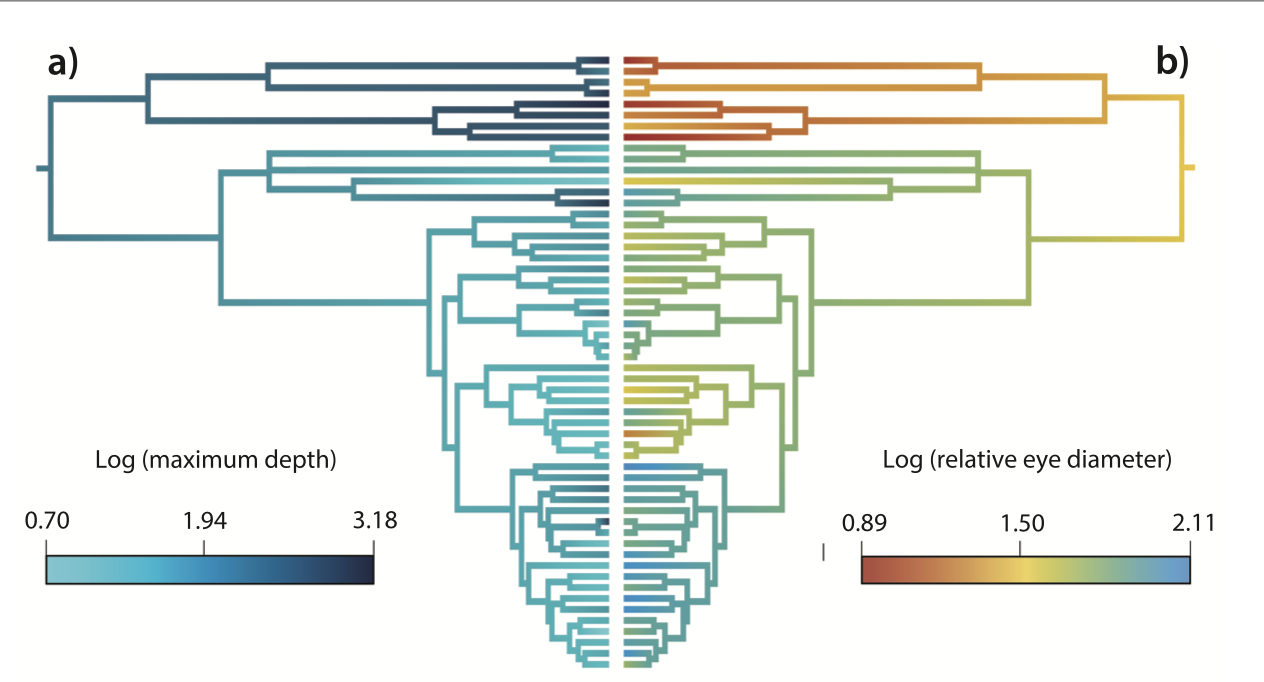 a)
b)
Log (maximum depth)
0.70 1.94 3.18
Log (relative eye diameter)
0.89 1.50 2.11